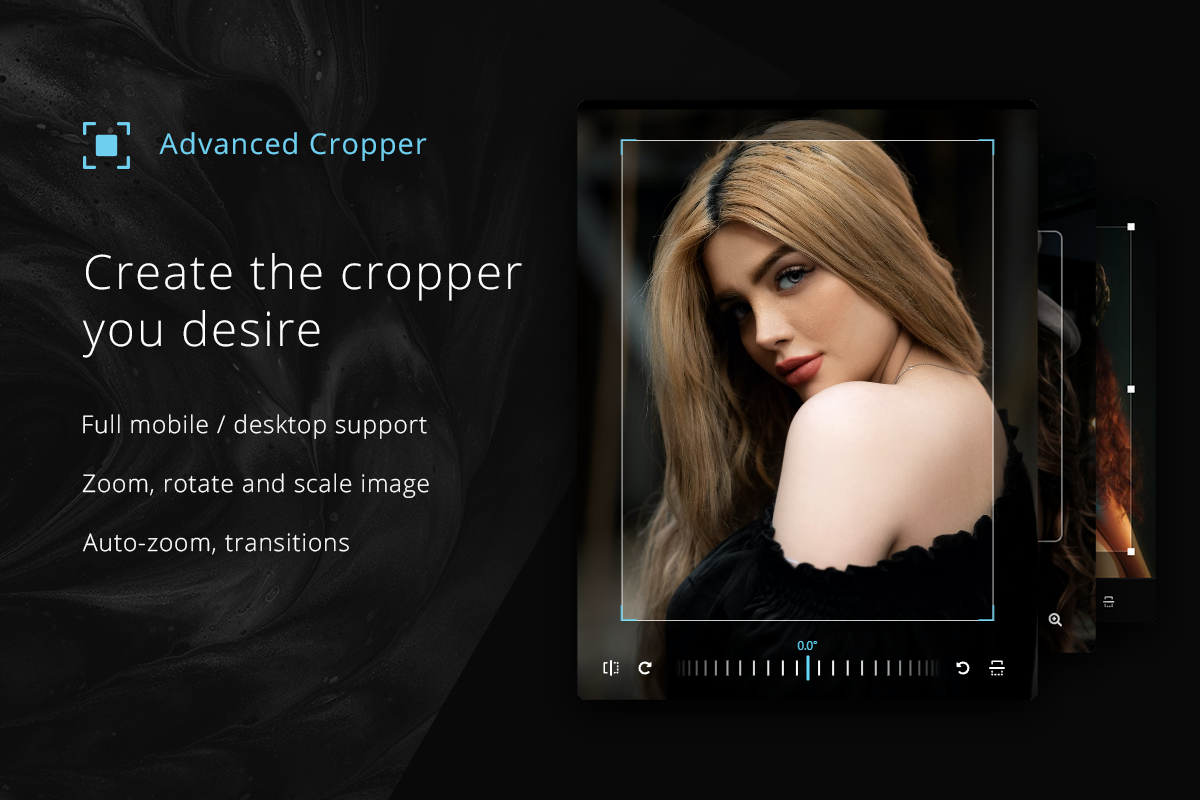 Advanced Cropper
Create the cropper
you desire
Full mobile / desktop support
Zoom, rotate and scale image
Auto-zoom, transitions
0.0°